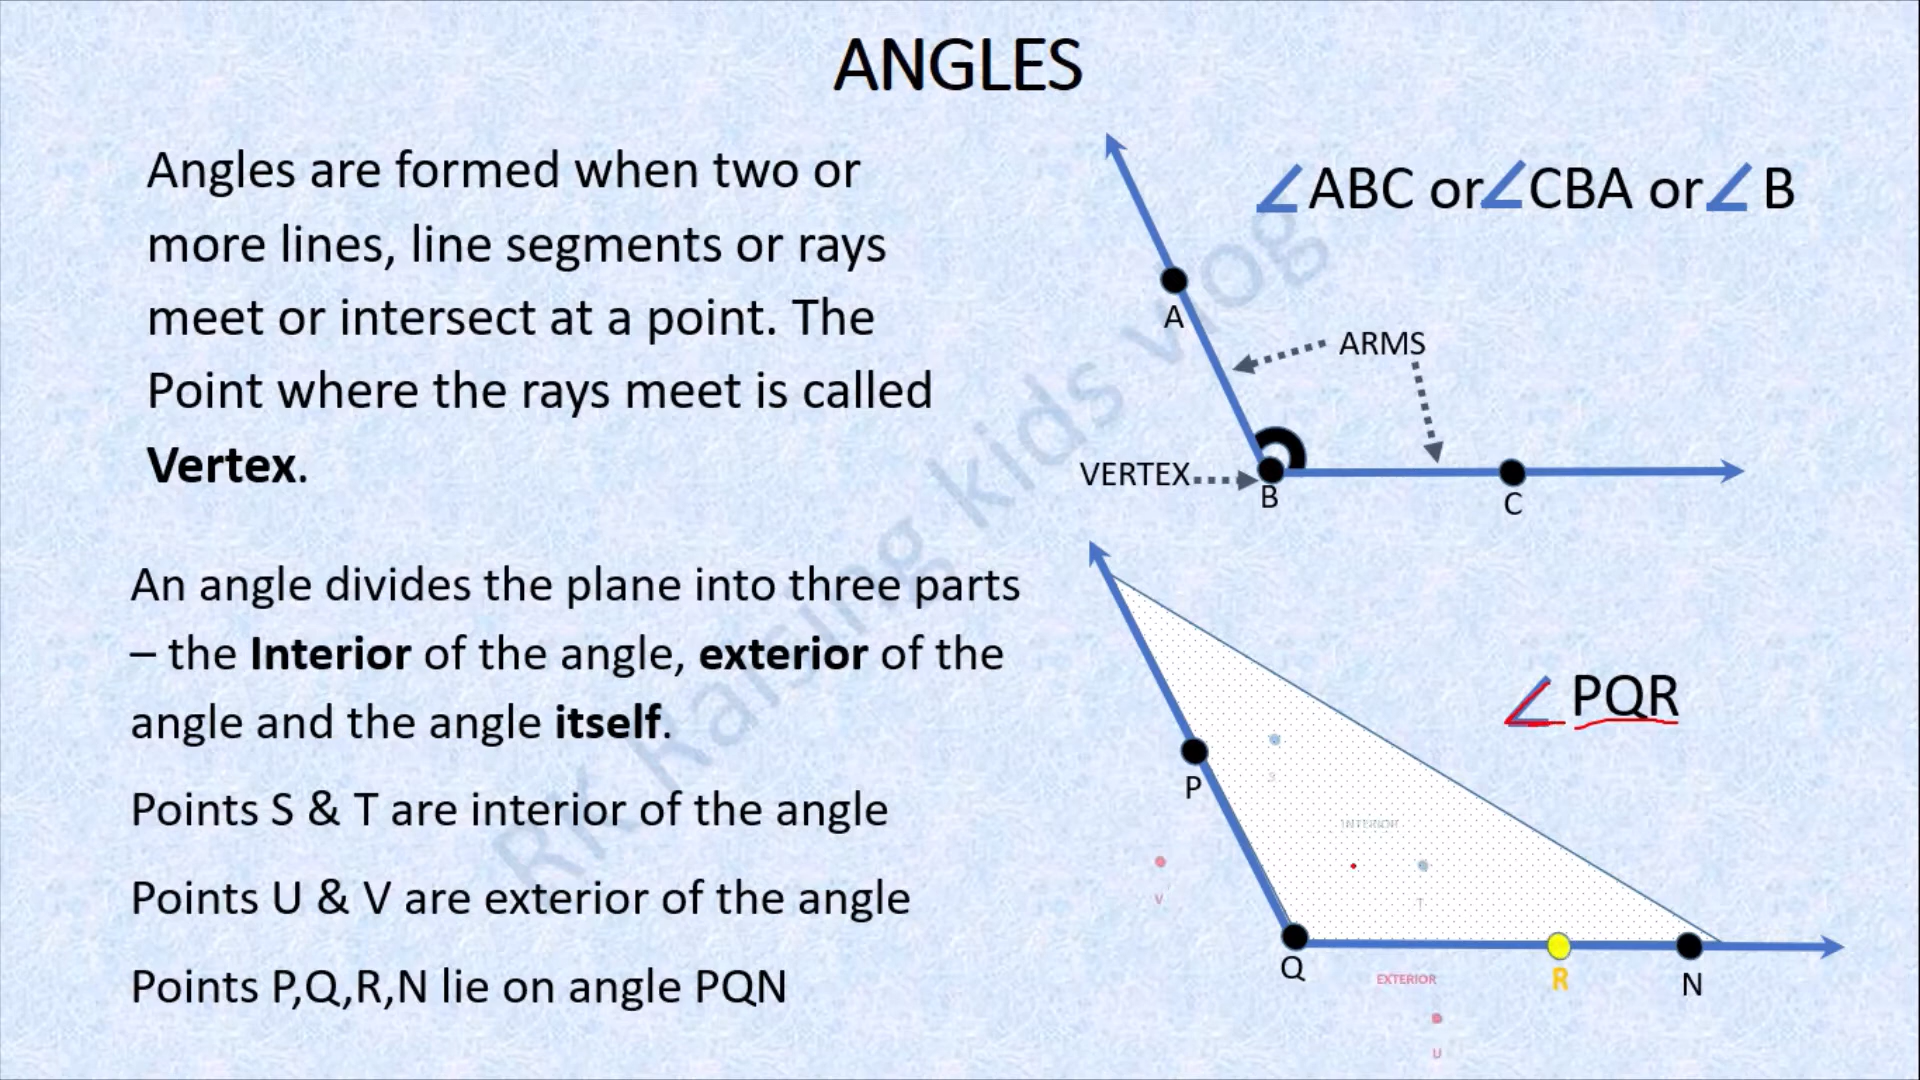 ANGLES
Angles are formed when two or
more lines, line segments or rays
meet or intersect at a point. The
Point where the rays meet is called
Vertex.
∠ABC or∠CBA or∠ B
A
ARMS
VERTEX
B
C
An angle divides the plane into three parts
– the Interior of the angle, exterior of the
angle and the angle itself.
Points S & T are interior of the angle
Points U & V are exterior of the angle
Points P,Q,R,N lie on angle PQN
∠ PQR
P
S
INTERIOR
V
T
Q
R
N
EXTERIOR
U
RK Raising kids vlog